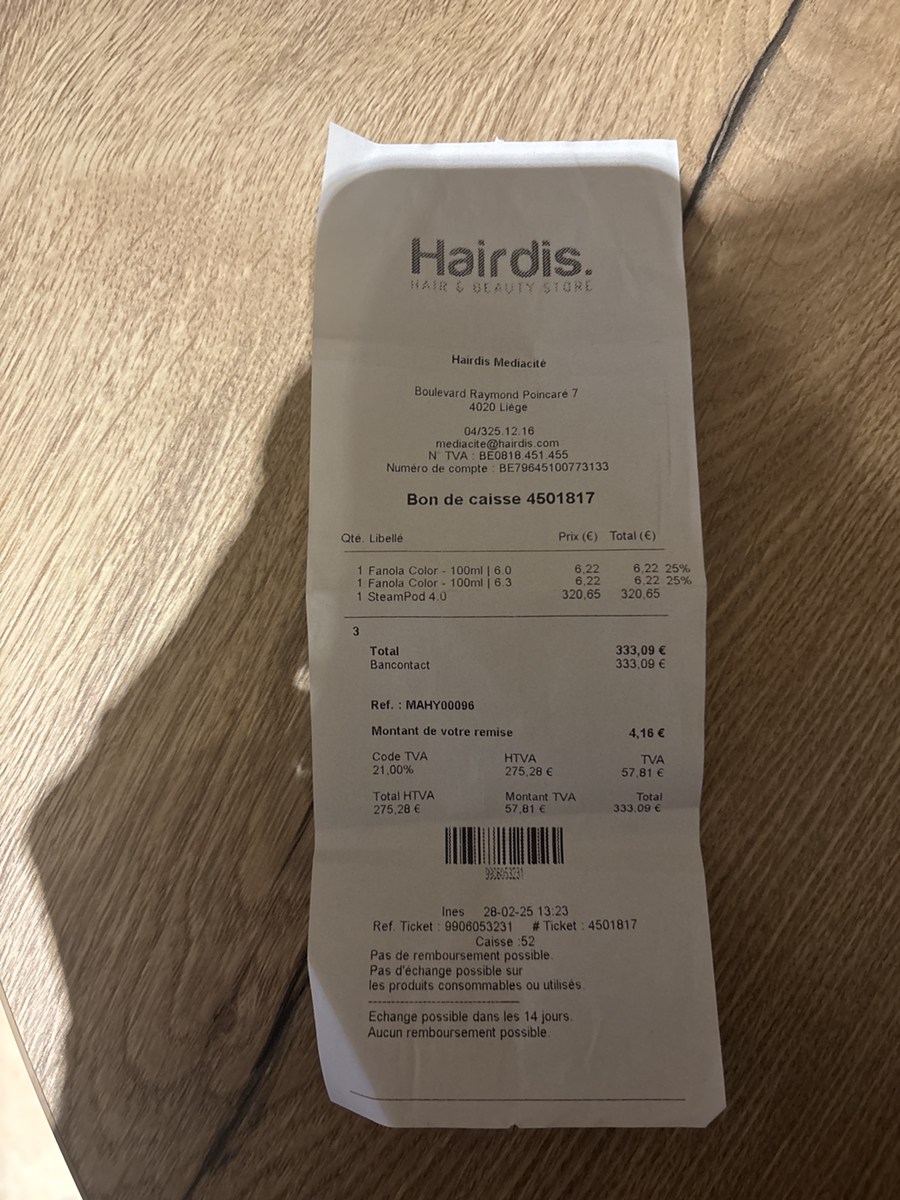 Hairdis.
HAIR & BEAUTY STORE
Hairdis Mediacité
Boulevard Raymond Poincaré 7
4020 Liège
04/325.12.16
mediacite@hairdis.com
N° TVA : BE0818.451.455
Numéro de compte : BE79645100773133
Bon de caisse 4501817
Qté. Libellé Prix (€) Total (€)
1 Fanola Color - 100ml | 6.0 6,22 6,22 25%
1 Fanola Color - 100ml | 6.3 6,22 6,22 25%
1 SteamPod 4.0 320,65 320,65
3
Total 333,09 €
Bancontact 333,09 €
Ref. : MAHY00096
Montant de votre remise 4,16 €
Code TVA HTVA TVA
21,00% 275,28 € 57,81 €
Total HTVA Montant TVA Total
275,28 € 57,81 € 333,09 €
9906053231
Ines 28-02-25 13:23
Ref. Ticket : 9906053231 # Ticket : 4501817
Caisse :52
Pas de remboursement possible.
Pas d'échange possible sur
les produits consommables ou utilisés.
------------------------------
Echange possible dans les 14 jours.
Aucun remboursement possible.